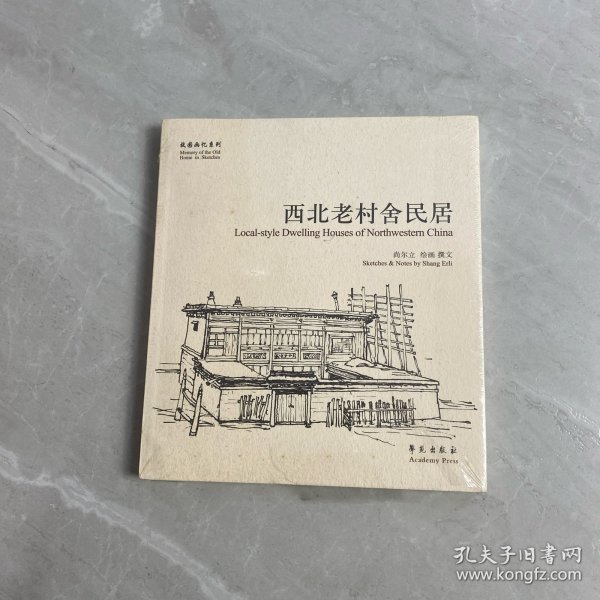 故园画忆系列
Memory of the Old
Home in Sketches
西北老村舍民居
Local-style Dwelling Houses of Northwestern China
尚尔立 绘画 撰文
Sketches & Notes by Shang Erli
学苑出版社
Academy Press
孔夫子旧书网
www.kongfz.com